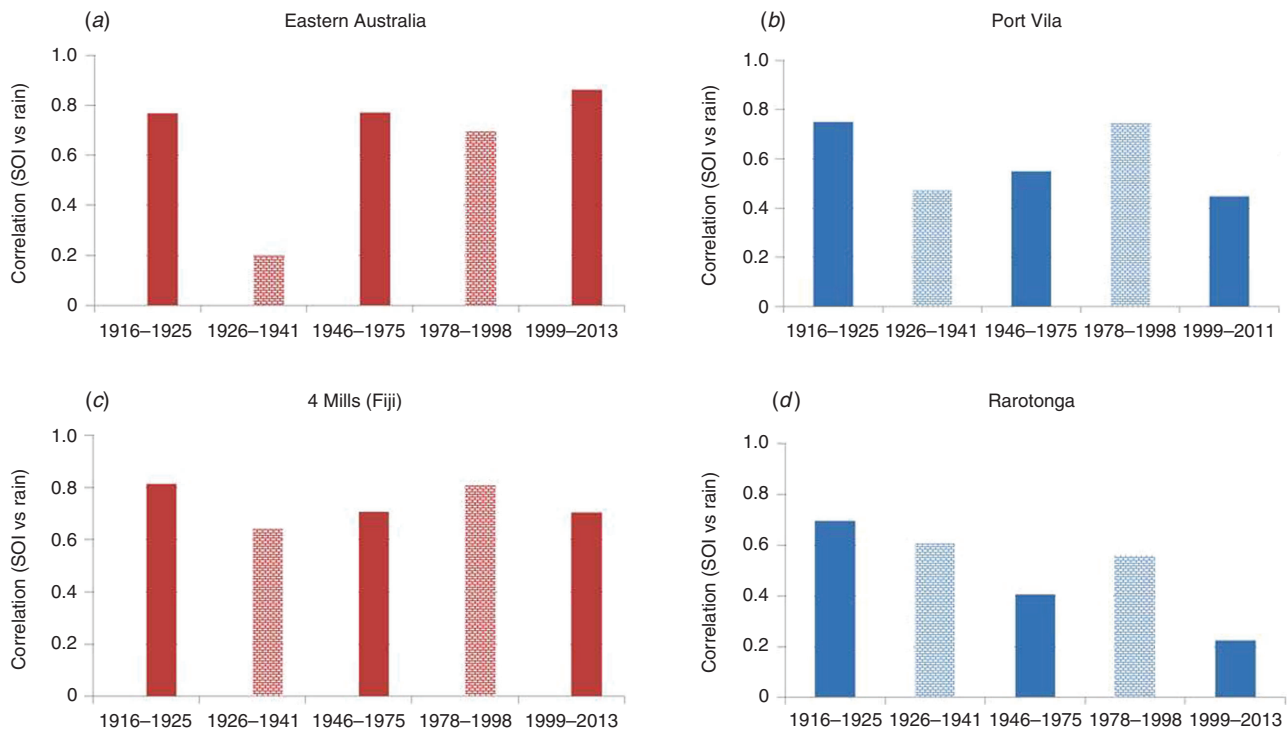 (a) Eastern Australia
Correlation (SOI vs rain)
1.0
0.8
0.6
0.4
0.2
0
1916–1925 1926–1941 1946–1975 1978–1998 1999–2013
(b) Port Vila
Correlation (SOI vs rain)
1.0
0.8
0.6
0.4
0.2
0
1916–1925 1926–1941 1946–1975 1978–1998 1999–2011
(c) 4 Mills (Fiji)
Correlation (SOI vs rain)
1.0
0.8
0.6
0.4
0.2
0
1916–1925 1926–1941 1946–1975 1978–1998 1999–2013
(d) Rarotonga
Correlation (SOI vs rain)
1.0
0.8
0.6
0.4
0.2
0
1916–1925 1926–1941 1946–1975 1978–1998 1999–2013